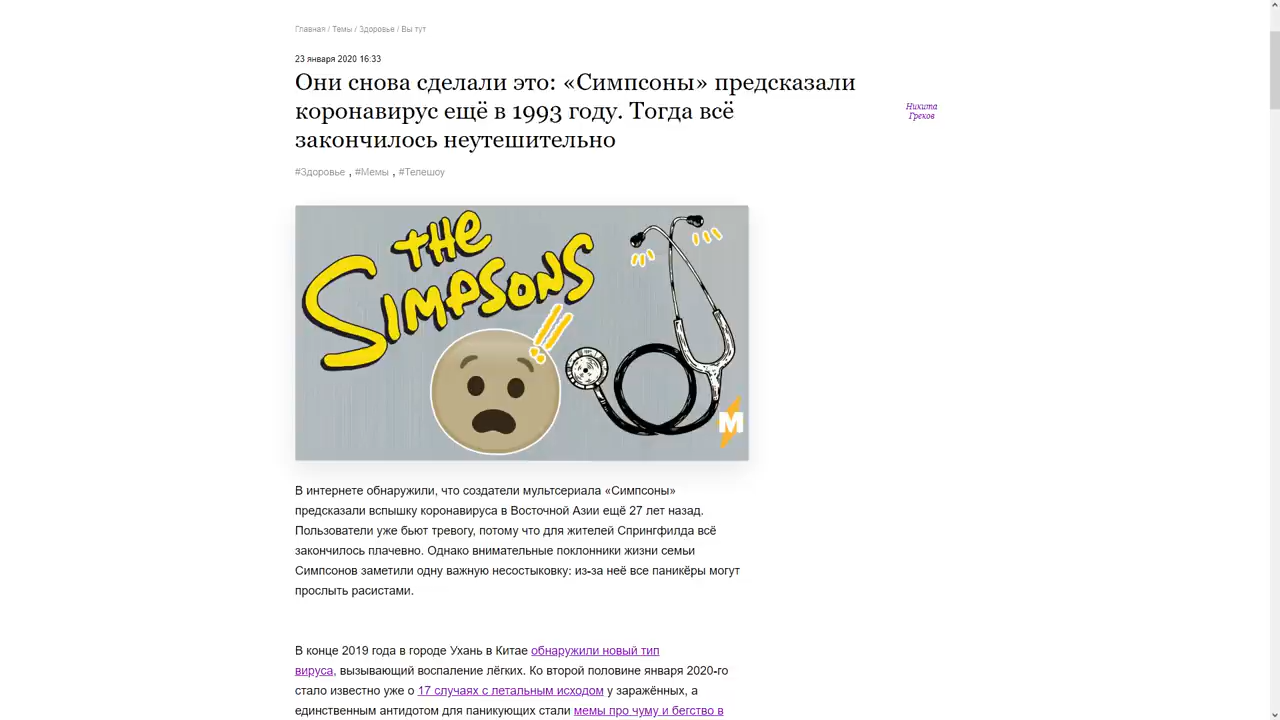 Главная / Темы / Здоровье / Вы тут
23 января 2020 16:33
Они снова сделали это: «Симпсоны» предсказали
коронавирус ещё в 1993 году. Тогда всё
закончилось неутешительно
Никита
Греков
#Здоровье , #Мемы , #Телешоу
THE
SIMPSONS
M
В интернете обнаружили, что создатели мультсериала «Симпсоны»
предсказали вспышку коронавируса в Восточной Азии ещё 27 лет назад.
Пользователи уже бьют тревогу, потому что для жителей Спрингфилда всё
закончилось плачевно. Однако внимательные поклонники жизни семьи
Симпсонов заметили одну важную несостыковку: из-за неё все паникёры могут
прослыть расистами.
В конце 2019 года в городе Ухань в Китае обнаружили новый тип
вируса, вызывающий воспаление лёгких. Ко второй половине января 2020-го
стало известно уже о 17 случаях с летальным исходом у заражённых, а
единственным антидотом для паникующих стали мемы про чуму и бегство в